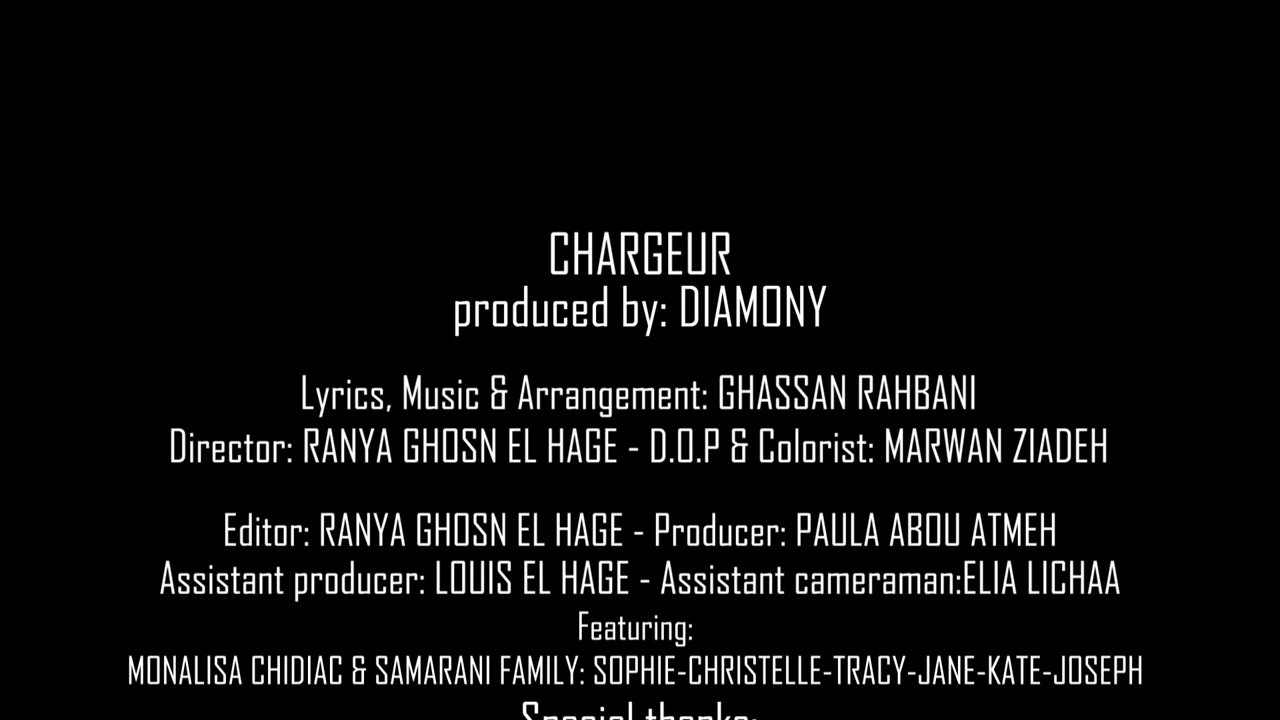 CHARGEUR
produced by: DIAMONY
Lyrics, Music & Arrangement: GHASSAN RAHBANI
Director: RANYA GHOSN EL HAGE - D.O.P & Colorist: MARWAN ZIADEH
Editor: RANYA GHOSN EL HAGE - Producer: PAULA ABOU ATMEH
Assistant producer: LOUIS EL HAGE - Assistant cameraman:ELIA LICHAA
Featuring:
MONALISA CHIDIAC & SAMARANI FAMILY: SOPHIE-CHRISTELLE-TRACY-JANE-KATE-JOSEPH
Special thanks: